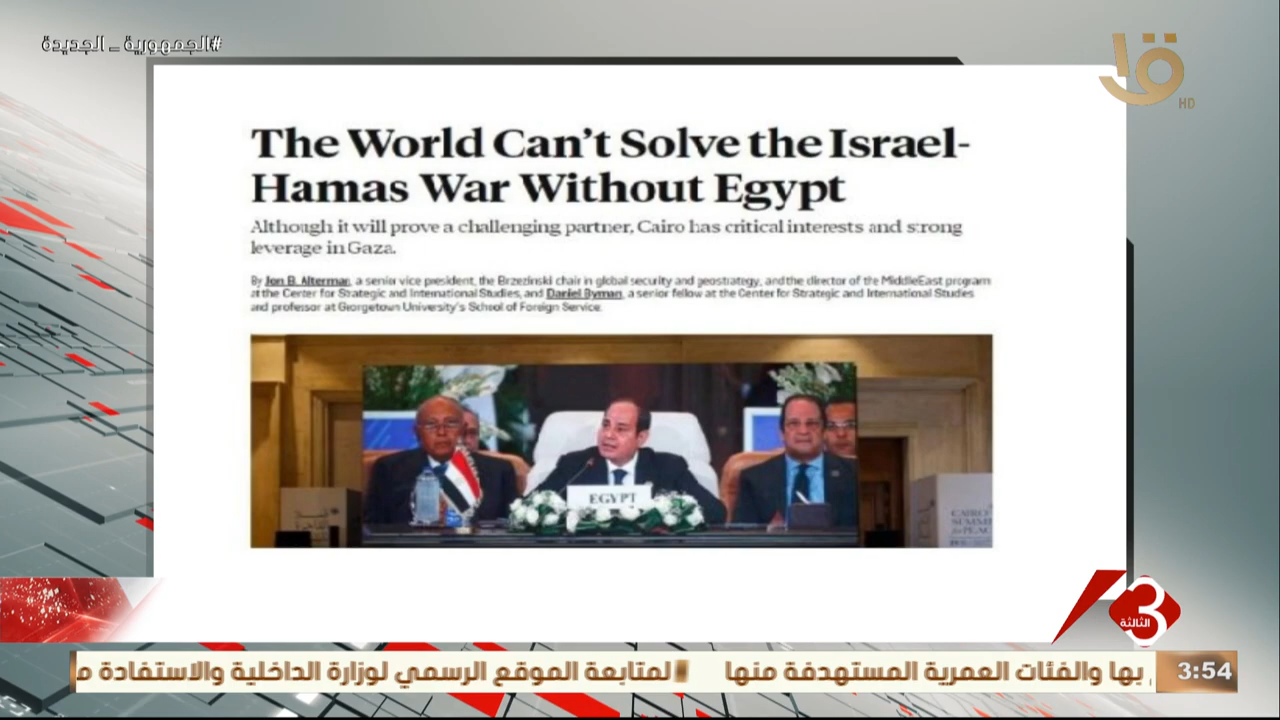 #الجمهورية_الجديدة
HD
The World Can't Solve the Israel-
Hamas War Without Egypt
Although it will prove a challenging partner, Cairo has critical interests and strong
leverage in Gaza.
By Jon B. Alterman, a senior vice president, the Brzezinski chair in global security and geostrategy, and the director of the Middle East program
at the Center for Strategic and International Studies, and Daniel Byman, a senior fellow at the Center for Strategic and International Studies
and professor at Georgetown University's School of Foreign Service.
EGYPT
القاهرة
CAIRO
SUMMIT
for PEACE
3
الثالثة
بها والفئات العمرية المستهدفة منها
لمتابعة الموقع الرسمي لوزارة الداخلية والاستفادة
3:54